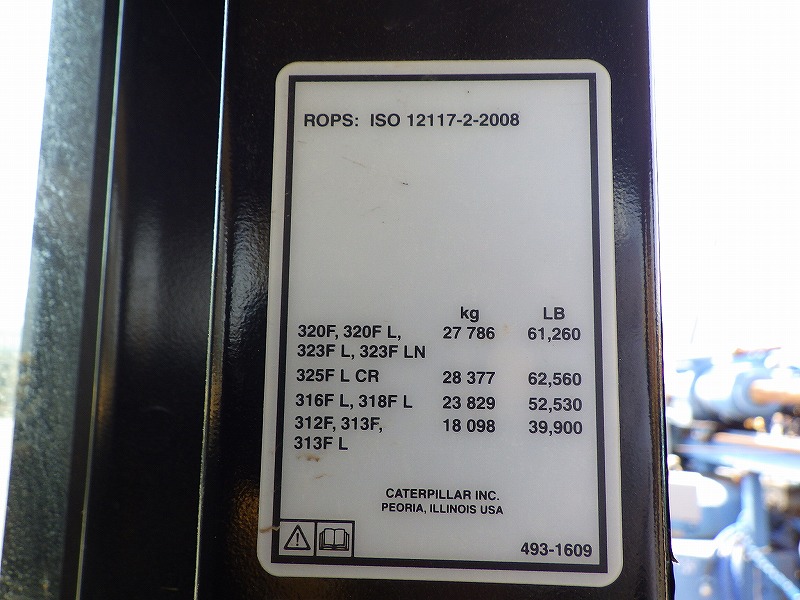 ROPS: ISO 12117-2-2008
kg LB
320F, 320F L, 27 786 61,260
323F L, 323F LN
325F L CR 28 377 62,560
316F L, 318F L 23 829 52,530
312F, 313F, 18 098 39,900
313F L
CATERPILLAR INC.
PEORIA, ILLINOIS USA
493-1609